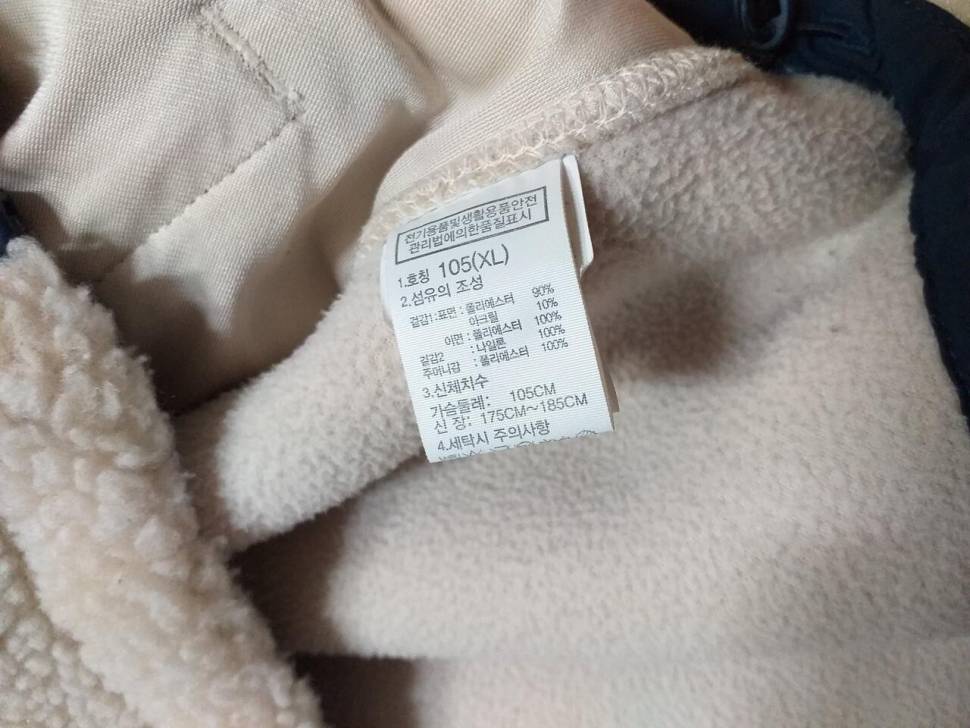 전기용품및생활용품안전
관리법에의한품질표시
1.호칭 105(XL)
2.섬유의 조성
겉감1:표면 : 폴리에스터 90%
아크릴 10%
이면 : 폴리에스터 100%
겉감2 : 나일론 100%
주머니감 : 폴리에스터 100%
3.신체치수
가슴둘레: 105CM
신 장: 175CM~185CM
4.세탁시 주의사항